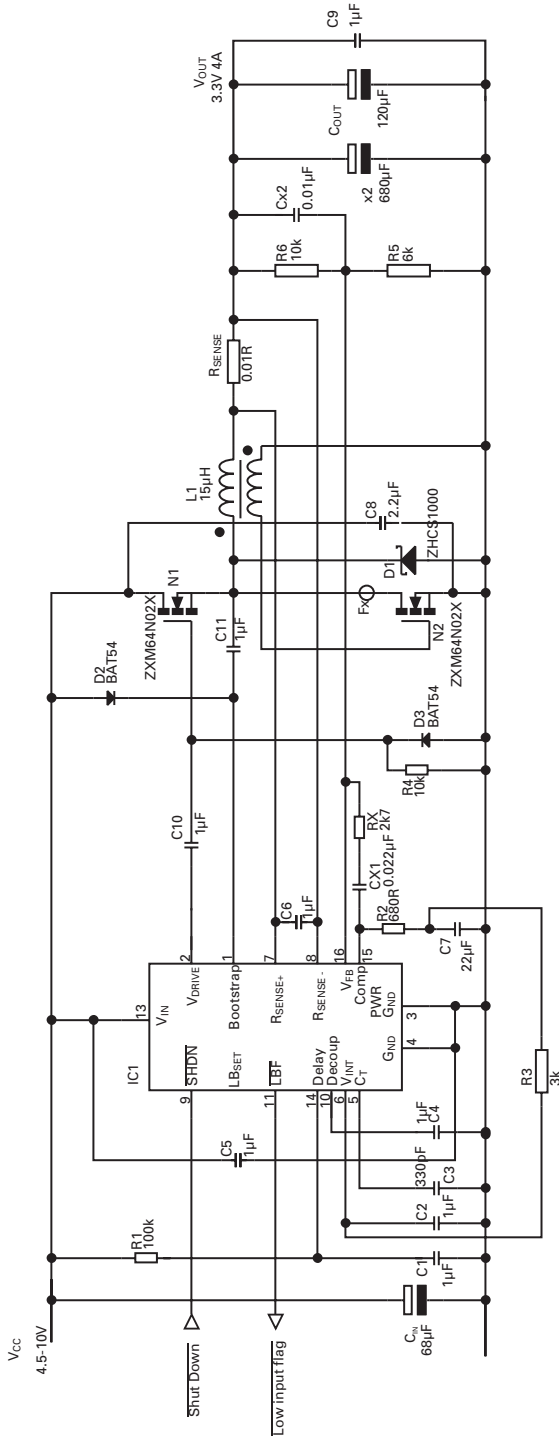 VCC
4.5-10V
Shut Down
Low input flag
CIN
68µF
R1
100k
C1
1µF
C2
1µF
330pF
C3
1µF
C4
C5
1µF
R3
3k
IC1
13
VIN
9
SHDN
LBSET
11
LBF
14
Delay
10
Decoup
6
VINT
5
CT
2
VDRIVE
1
Bootstrap
7
RSENSE+
8
RSENSE-
16
VFB
15
Comp
PWR
GND
3
GND
4
C6
1µF
C10
1µF
CX1
0.022µF
RX
2k7
R2
680R
C7
22µF
R4
10k
D3
BAT54
D2
BAT54
C11
1µF
N1
ZXM64N02X
N2
ZXM64N02X
Fx
D1
ZHCS1000
C8
2.2µF
L1
15µH
RSENSE
0.01R
R6
10k
R5
6k
Cx2
0.01µF
COUT
x2
680µF
120µF
VOUT
3.3V 4A
C9
1µF